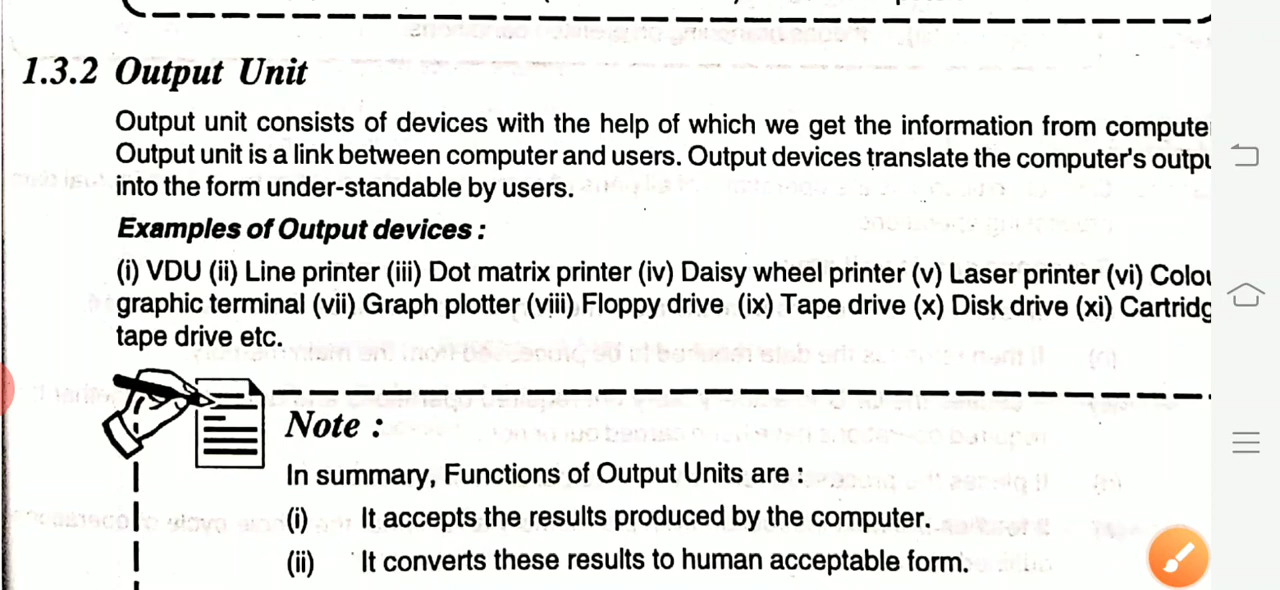 1.3.2 Output Unit
Output unit consists of devices with the help of which we get the information from compute
Output unit is a link between computer and users. Output devices translate the computer's outpu
into the form under-standable by users.
Examples of Output devices :
(i) VDU (ii) Line printer (iii) Dot matrix printer (iv) Daisy wheel printer (v) Laser printer (vi) Colou
graphic terminal (vii) Graph plotter (viii) Floppy drive (ix) Tape drive (x) Disk drive (xi) Cartridg
tape drive etc.
Note :
In summary, Functions of Output Units are :
(i) It accepts the results produced by the computer.
(ii) It converts these results to human acceptable form.